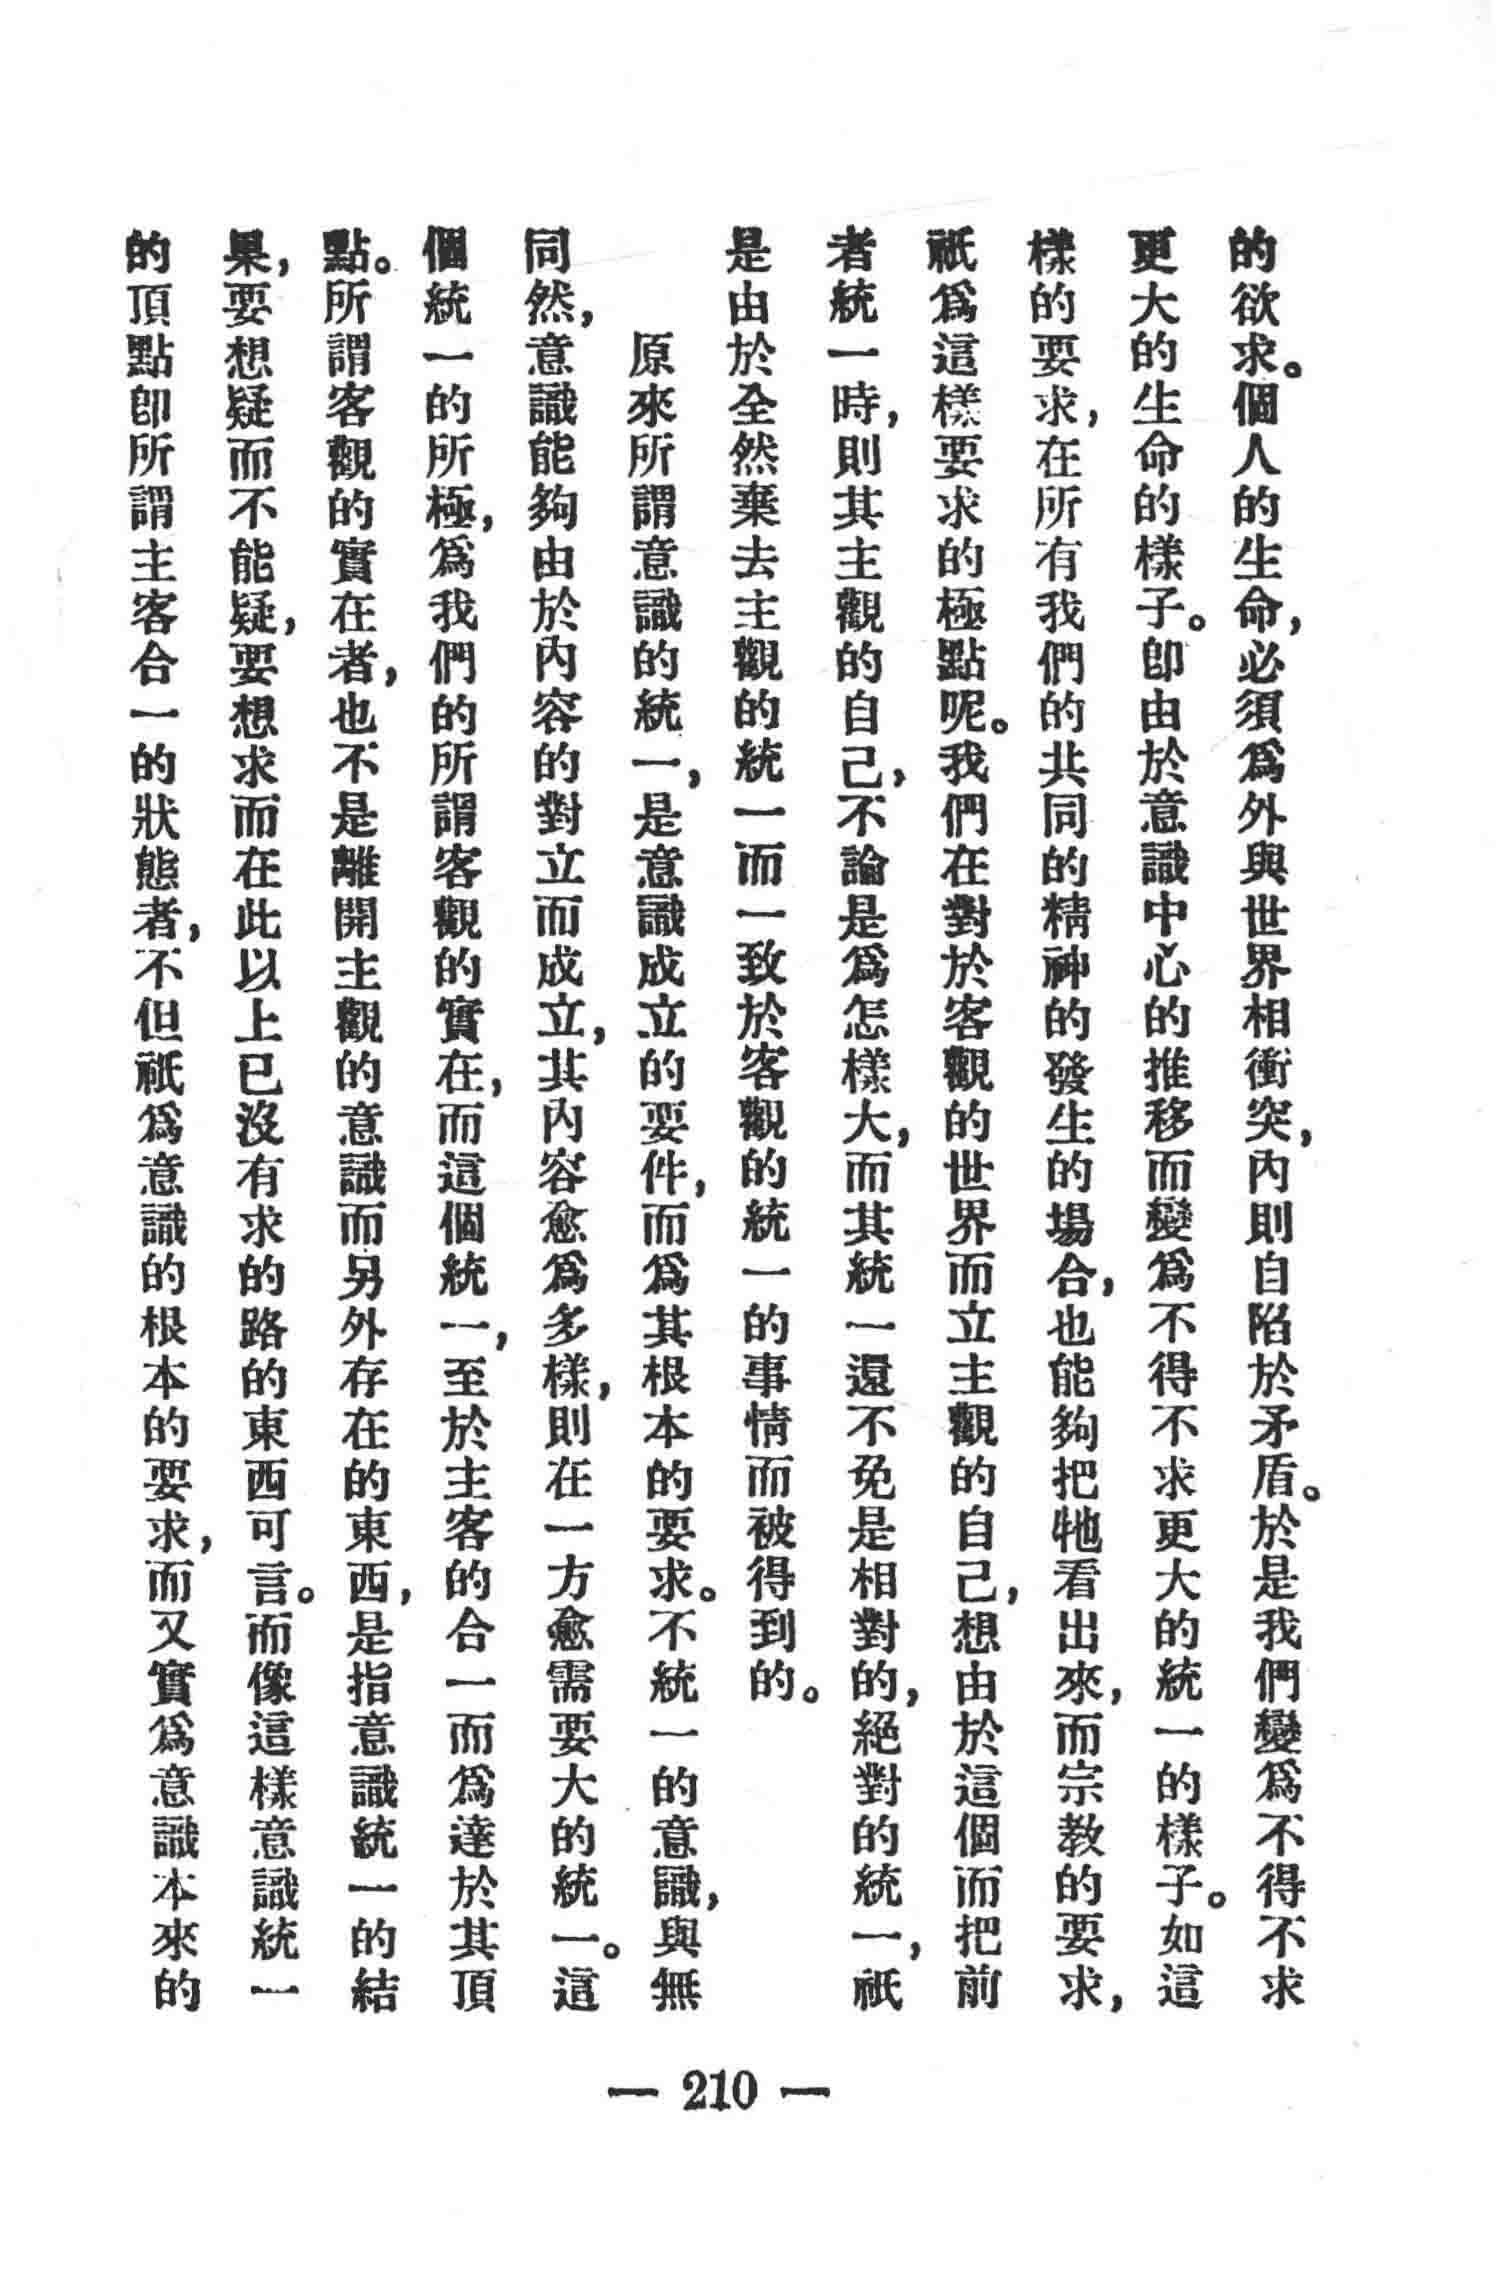 的欲求。個人的生命，必須爲外與世界相衝突，內則自陷於矛盾。於是我們變爲不得不求
更大的生命的樣子。卽由於意識中心的推移而變爲不得不求更大的統一的樣子。如這
樣的要求，在所有我們的共同的精神的發生的場合，也能夠把牠看出來，而宗教的要求，
祇爲這樣要求的極點呢。我們在對於客觀的世界而立主觀的自己，想由於這個而把前
者統一時，則其主觀的自己，不論是爲怎樣大，而其統一還不免是相對的，絕對的統一，祇
是由於全然棄去主觀的統一而一致於客觀的統一的事情而被得到的。
原來所謂意識的統一，是意識成立的要件，而爲其根本的要求。不統一的意識，與無
同然，意識能夠由於內容的對立而成立，其內容愈爲多樣，則在一方愈需要大的統一。這
個統一的所極，爲我們的所謂客觀的實在，而這個統一，至於主客的合一而爲達於其頂
點。所謂客觀的實在者，也不是離開主觀的意識而另外存在的東西，是指意識統一的結
果，要想疑而不能疑，要想求而在此以上已沒有求的路的東西可言。而像這樣意識統一
的頂點卽所謂主客合一的狀態者，不但祇爲意識的根本的要求，而又實爲意識本來的
— 210 —